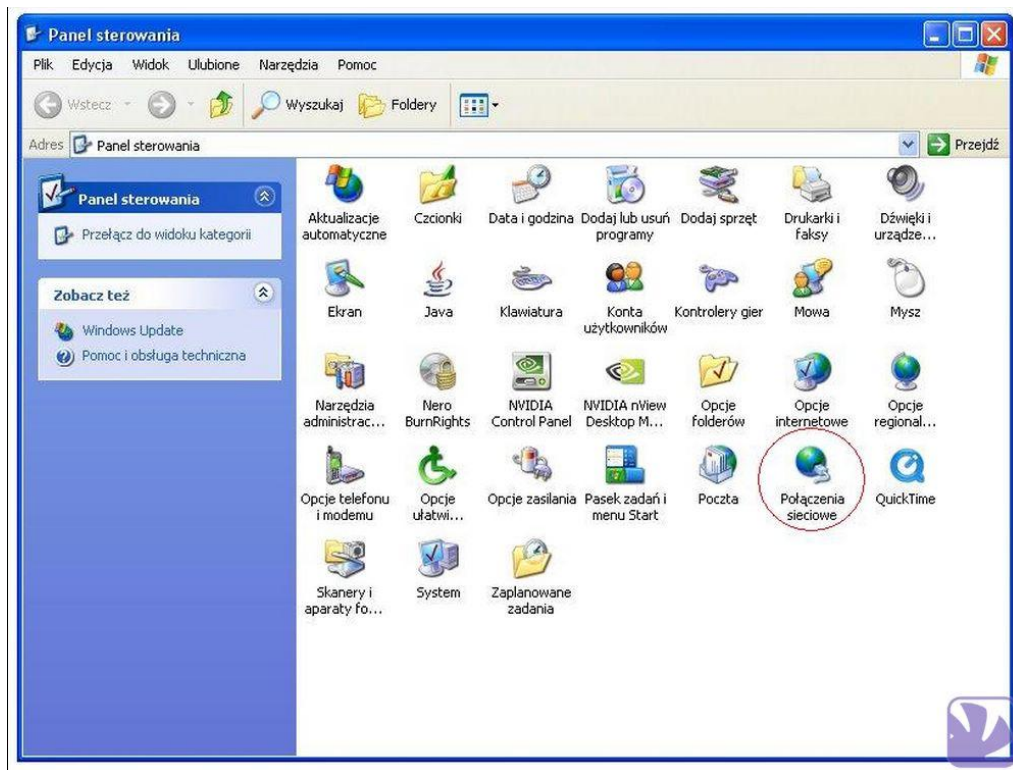 Panel sterowania
Plik Edycja Widok Ulubione Narzędzia Pomoc
Wstecz Wyszukaj Foldery
Adres Panel sterowania Przejdź
Panel sterowania
Przełącz do widoku kategorii
Zobacz też
Windows Update
Pomoc i obsługa techniczna
Aktualizacje
automatyczne
Czcionki
Data i godzina
Dodaj lub usuń
programy
Dodaj sprzęt
Drukarki i
faksy
Dźwięki i
urządze...
Ekran
Java
Klawiatura
Konta
użytkowników
Kontrolery gier
Mowa
Mysz
Narzędzia
administrac...
Nero
BurnRights
NVIDIA
Control Panel
NVIDIA nView
Desktop M...
Opcje
folderów
Opcje
internetowe
Opcje
regional...
Opcje telefonu
i modemu
Opcje
ułatwi...
Opcje zasilania
Pasek zadań i
menu Start
Poczta
Połączenia
sieciowe
QuickTime
Skanery i
aparaty fo...
System
Zaplanowane
zadania